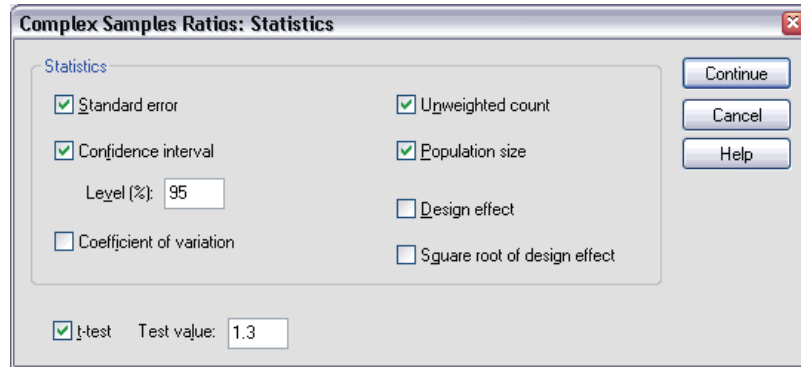 Complex Samples Ratios: Statistics
Statistics
Standard error
Unweighted count
Continue
Cancel
Confidence interval
Population size
Help
Level (%): 95
Design effect
Coefficient of variation
Square root of design effect
t-test Test value: 1.3